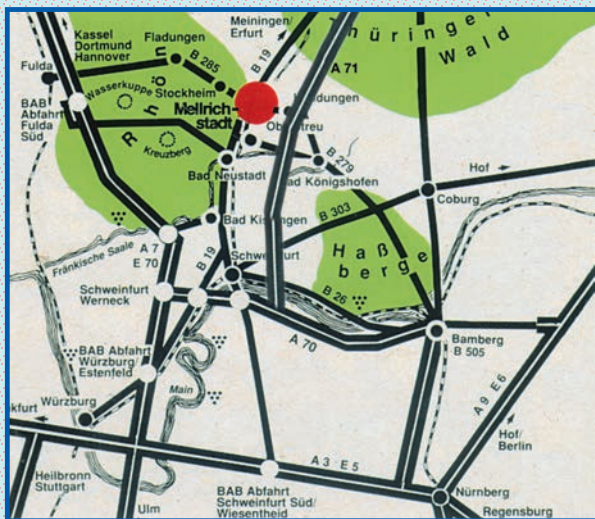 Meiningen/
Erfurt
Thüringer
Wald
Kassel
Dortmund
Hannover
Fladungen
B 285
B 19
A 71
Fulda
Rhön
Wasserkuppe
Stockheim
Mellrich-
stadt
BAB
Abfahrt
Fulda
Süd
Kreuzberg
B 279
Hof
Bad Neustadt
Bad Königshofen
Coburg
B 303
Bad Kissingen
Haß
berge
Fränkische Saale
A 7
E 70
B 19
Schweinfurt
B 26
Schweinfurt
Werneck
A 70
Bamberg
B 505
BAB Abfahrt
Würzburg/
Estenfeld
Main
A 9 E 6
Würzburg
Hof/
Berlin
Heilbronn
Stuttgart
A 3 E 5
Ulm
BAB Abfahrt
Schweinfurt Süd/
Wiesentheid
Nürnberg
Regensburg